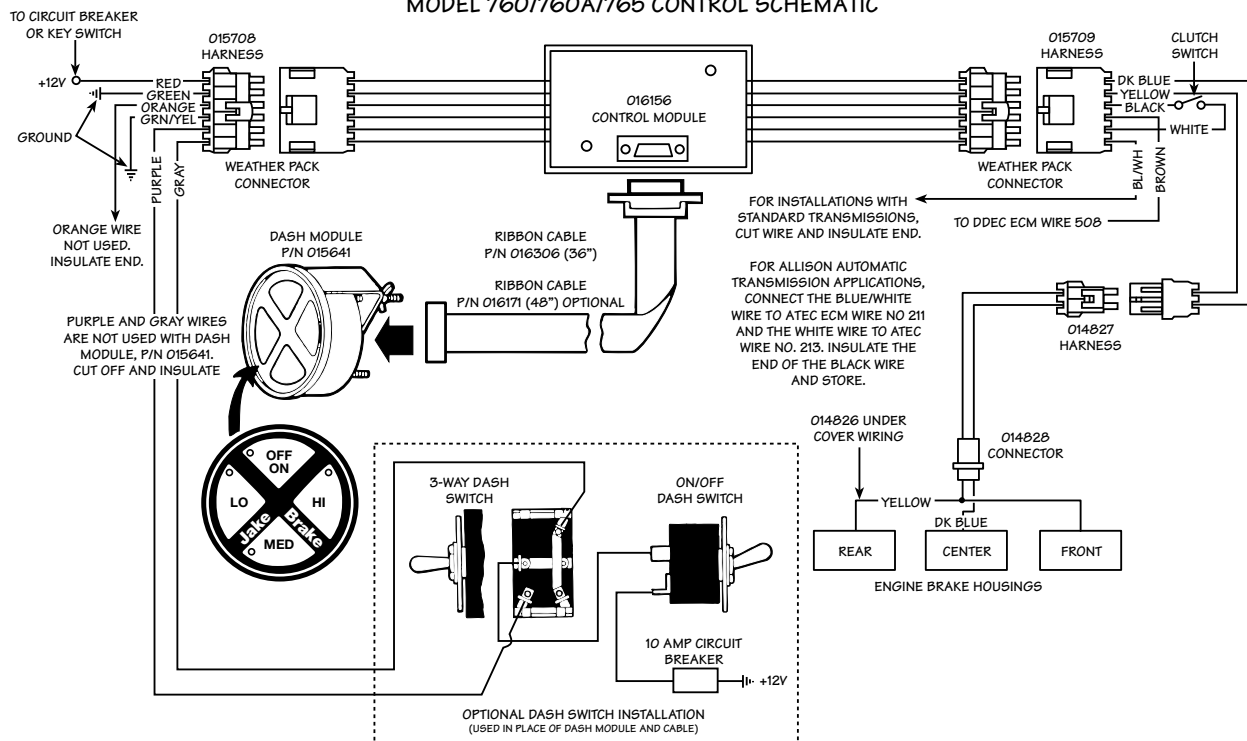 MODEL 760/760A/765 CONTROL SCHEMATIC
TO CIRCUIT BREAKER
OR KEY SWITCH
+12V
015708
HARNESS
RED
GREEN
ORANGE
GRN/YEL
GROUND
PURPLE
GRAY
WEATHER PACK
CONNECTOR
ORANGE WIRE
NOT USED.
INSULATE END.
016156
CONTROL MODULE
015709
HARNESS
CLUTCH
SWITCH
DK BLUE
YELLOW
BLACK
WHITE
BL/WH
BROWN
WEATHER PACK
CONNECTOR
FOR INSTALLATIONS WITH
STANDARD TRANSMISSIONS,
CUT WIRE AND INSULATE END.
TO DDEC ECM WIRE 508
DASH MODULE
P/N 015641
RIBBON CABLE
P/N 016306 (36")
RIBBON CABLE
P/N 016171 (48") OPTIONAL
FOR ALLISON AUTOMATIC
TRANSMISSION APPLICATIONS,
CONNECT THE BLUE/WHITE
WIRE TO ATEC ECM WIRE NO 211
AND THE WHITE WIRE TO ATEC
WIRE NO. 213. INSULATE THE
END OF THE BLACK WIRE
AND STORE.
014827
HARNESS
PURPLE AND GRAY WIRES
ARE NOT USED WITH DASH
MODULE, P/N 015641.
CUT OFF AND INSULATE
OFF
ON
LO
HI
Jake Brake
MED
014826 UNDER
COVER WIRING
014828
CONNECTOR
YELLOW
DK BLUE
REAR
CENTER
FRONT
ENGINE BRAKE HOUSINGS
3-WAY DASH
SWITCH
ON/OFF
DASH SWITCH
10 AMP CIRCUIT
BREAKER
+12V
OPTIONAL DASH SWITCH INSTALLATION
(USED IN PLACE OF DASH MODULE AND CABLE)